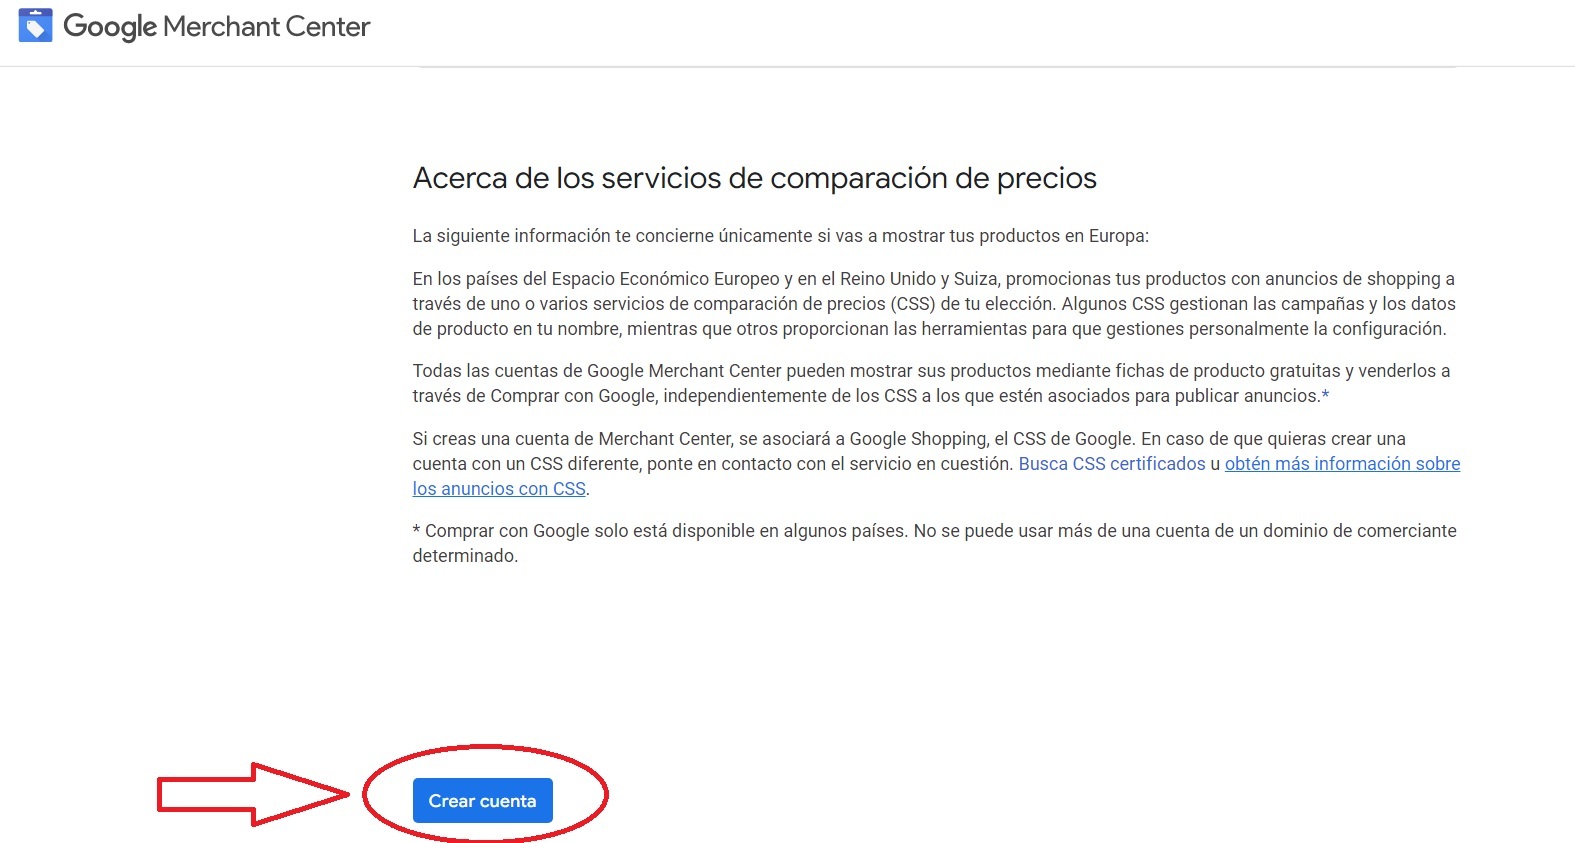 Google Merchant Center
Acerca de los servicios de comparación de precios
La siguiente información te concierne únicamente si vas a mostrar tus productos en Europa:
En los países del Espacio Económico Europeo y en el Reino Unido y Suiza, promocionas tus productos con anuncios de shopping a
través de uno o varios servicios de comparación de precios (CSS) de tu elección. Algunos CSS gestionan las campañas y los datos
de producto en tu nombre, mientras que otros proporcionan las herramientas para que gestiones personalmente la configuración.
Todas las cuentas de Google Merchant Center pueden mostrar sus productos mediante fichas de producto gratuitas y venderlos a
través de Comprar con Google, independientemente de los CSS a los que estén asociados para publicar anuncios.*
Si creas una cuenta de Merchant Center, se asociará a Google Shopping, el CSS de Google. En caso de que quieras crear una
cuenta con un CSS diferente, ponte en contacto con el servicio en cuestión. Busca CSS certificados u obtén más información sobre
los anuncios con CSS.
* Comprar con Google solo está disponible en algunos países. No se puede usar más de una cuenta de un dominio de comerciante
determinado.
Crear cuenta